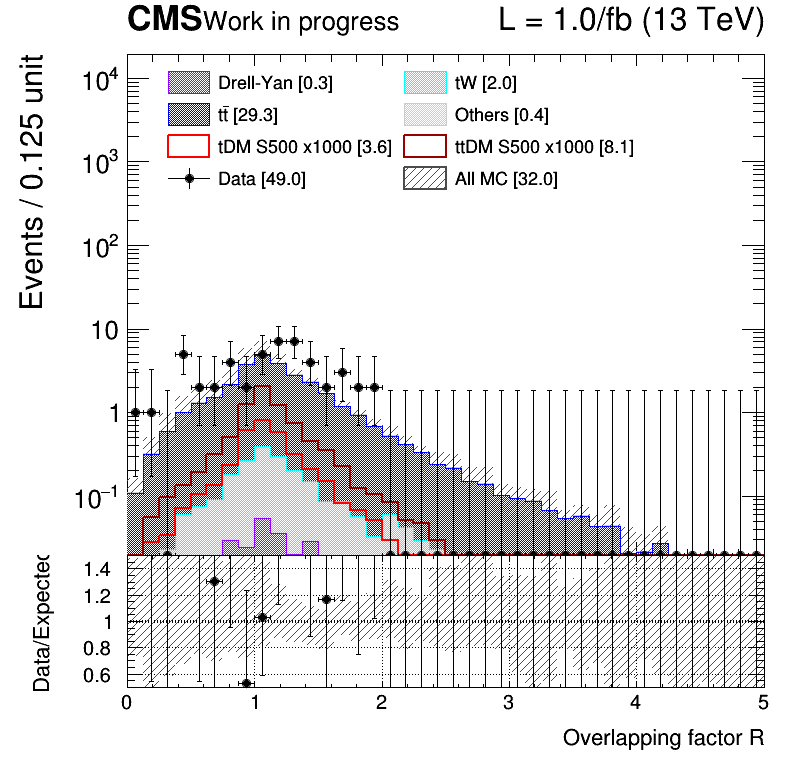 CMS Work in progress L = 1.0/fb (13 TeV)
Events / 0.125 unit
10⁴
10³
10²
10
1
10⁻¹
Drell-Yan [0.3] tW [2.0]
tt̄ [29.3] Others [0.4]
tDM S500 x1000 [3.6] ttDM S500 x1000 [8.1]
Data [49.0] All MC [32.0]
Data/Expected
1.4
1.2
1
0.8
0.6
0 1 2 3 4 5
Overlapping factor R